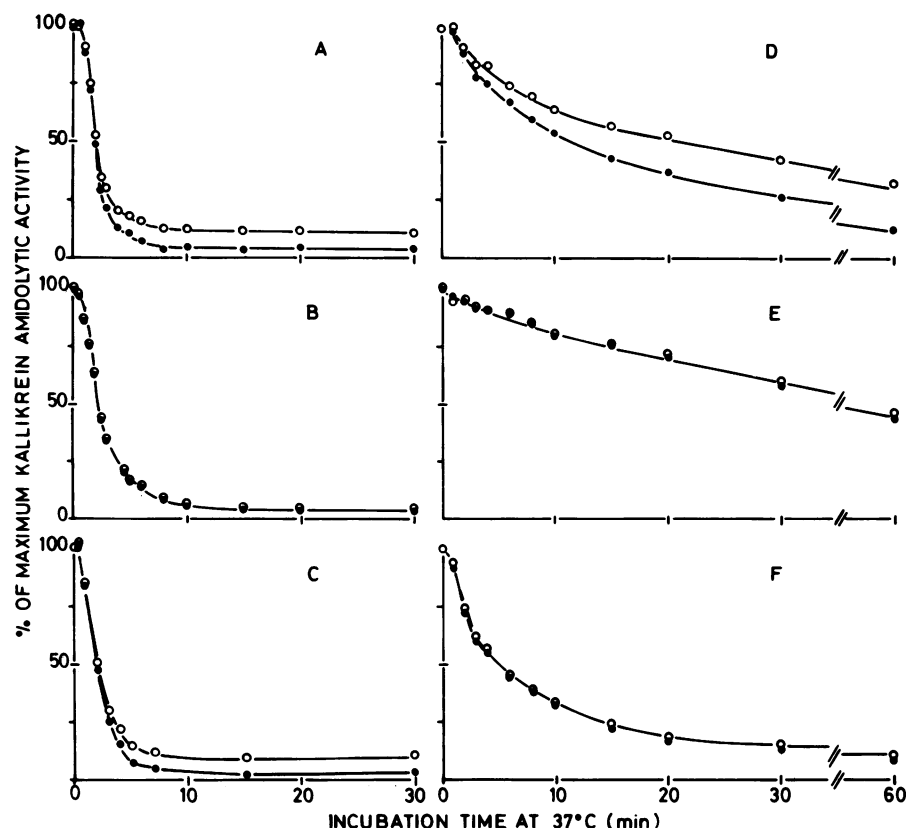 % OF MAXIMUM KALLIKREIN AMIDOLYTIC ACTIVITY
100
50
0
A
D
100
50
0
B
E
100
50
C
F
0
10
20
30
0
10
20
30
60
INCUBATION TIME AT 37°C (min)